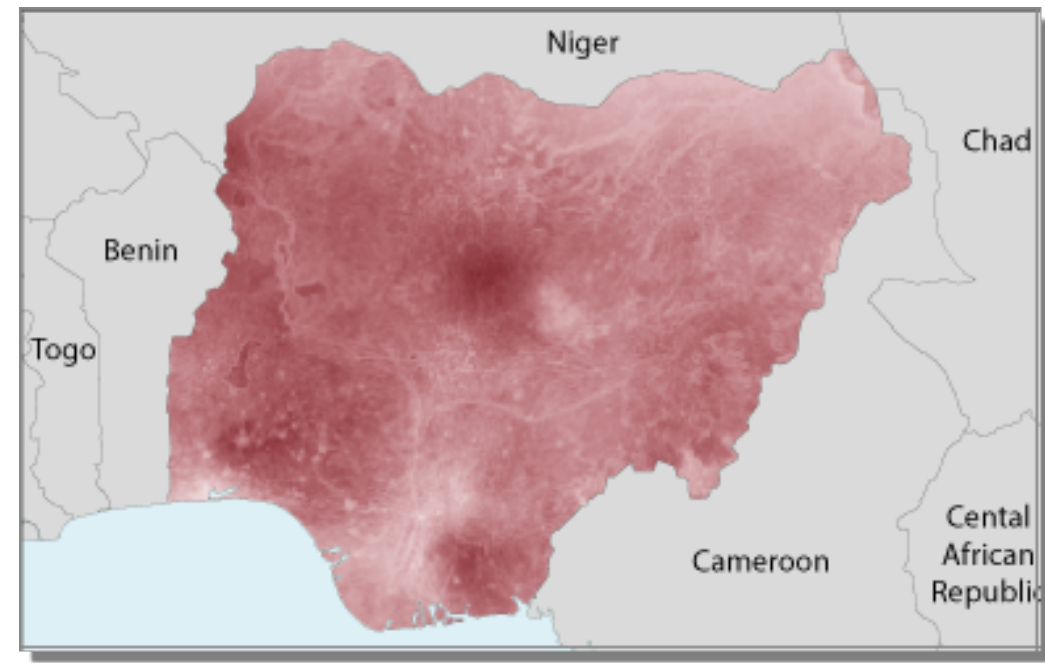 Niger
Chad
Benin
Togo
Cental
African
Republic
Cameroon